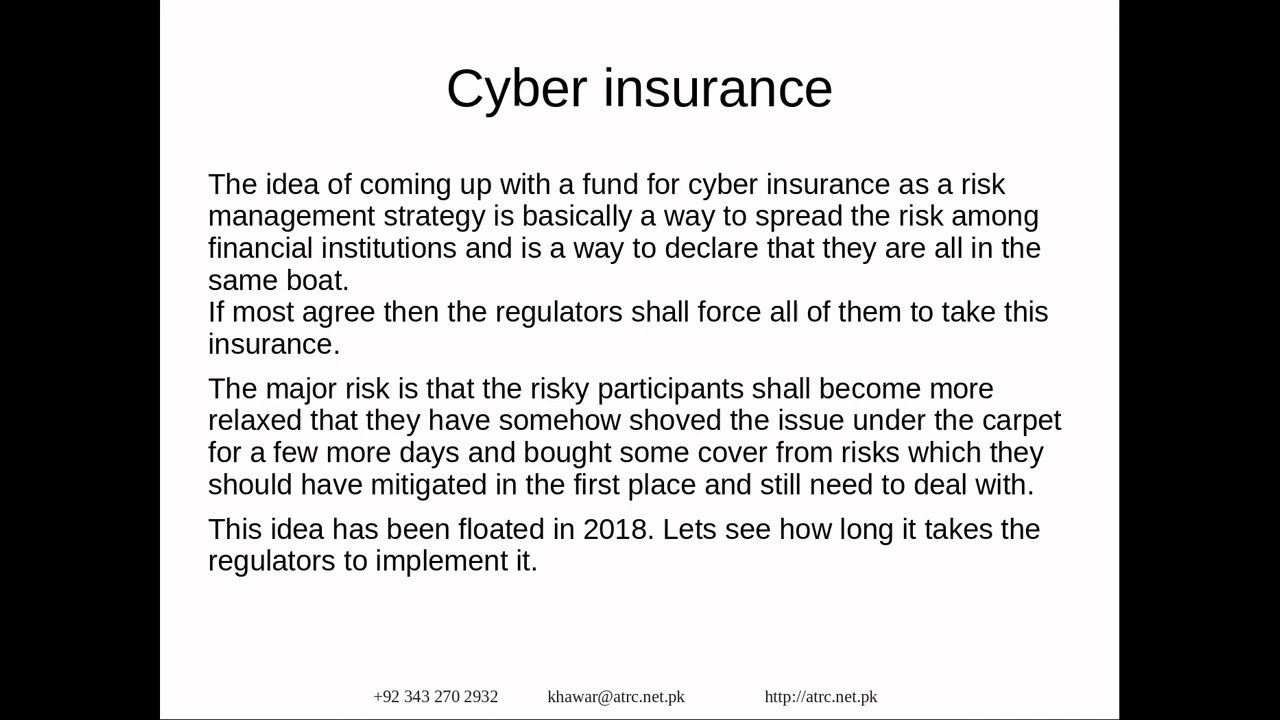 Cyber insurance
The idea of coming up with a fund for cyber insurance as a risk
management strategy is basically a way to spread the risk among
financial institutions and is a way to declare that they are all in the
same boat.
If most agree then the regulators shall force all of them to take this
insurance.
The major risk is that the risky participants shall become more
relaxed that they have somehow shoved the issue under the carpet
for a few more days and bought some cover from risks which they
should have mitigated in the first place and still need to deal with.
This idea has been floated in 2018. Lets see how long it takes the
regulators to implement it.
+92 343 270 2932 khawar@atrc.net.pk http://atrc.net.pk